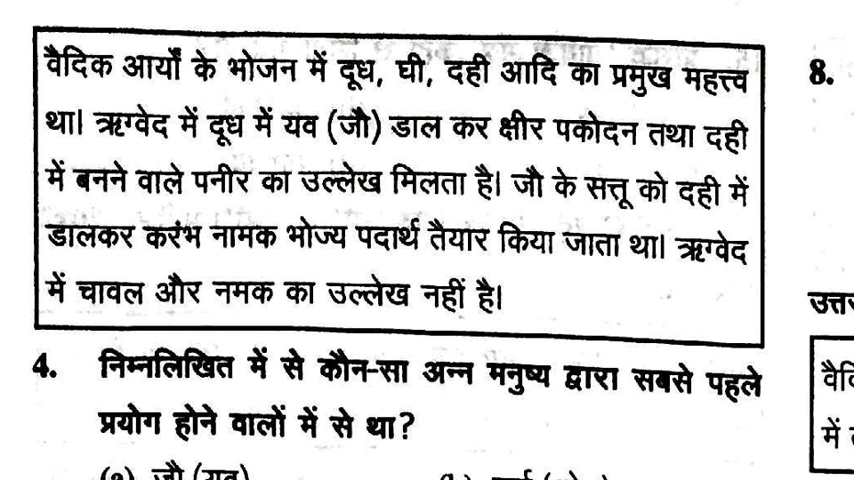 वैदिक आर्यों के भोजन में दूध, घी, दही आदि का प्रमुख महत्त्व
था। ऋग्वेद में दूध में यव (जौ) डाल कर क्षीर पकोदन तथा दही
में बनने वाले पनीर का उल्लेख मिलता है। जौ के सत्तू को दही में
डालकर करंभ नामक भोज्य पदार्थ तैयार किया जाता था। ऋग्वेद
में चावल और नमक का उल्लेख नहीं है।
4. निम्नलिखित में से कौन-सा अन्न मनुष्य द्वारा सबसे पहले
प्रयोग होने वालों में से था?
(a) जौ (यव)
8.
में